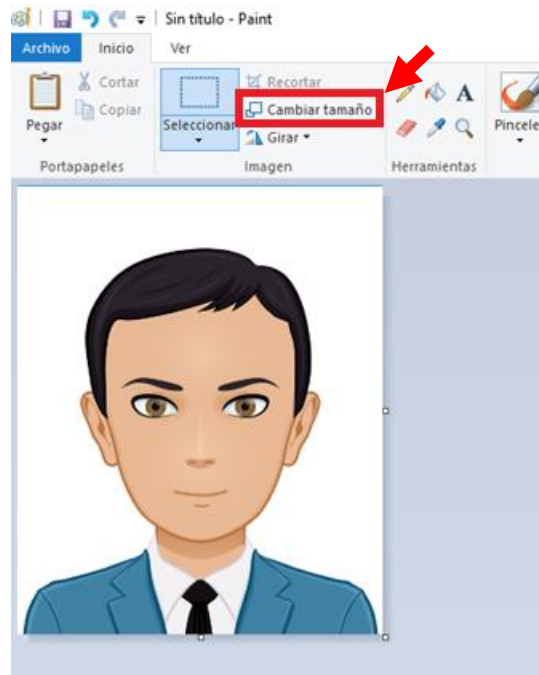 Sin título - Paint
Archivo Inicio Ver
Pegar
Cortar
Copiar
Portapapeles
Seleccionar
Recortar
Cambiar tamaño
Girar
Imagen
A
Herramientas
Pincele